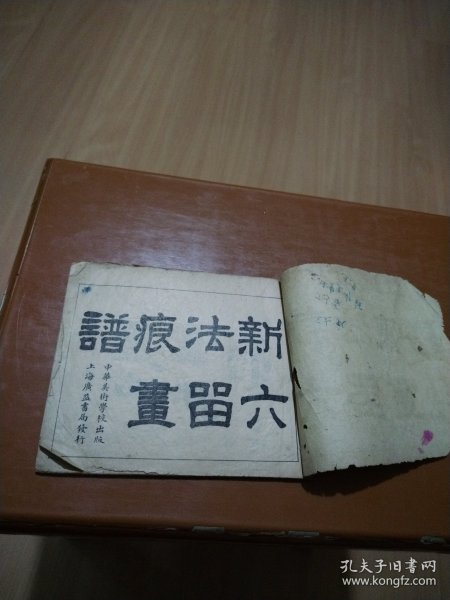 新六
法留
痕畫
譜
中華美術學校出版
上海廣益書局發行
孔夫子旧书网
www.kongfz.com